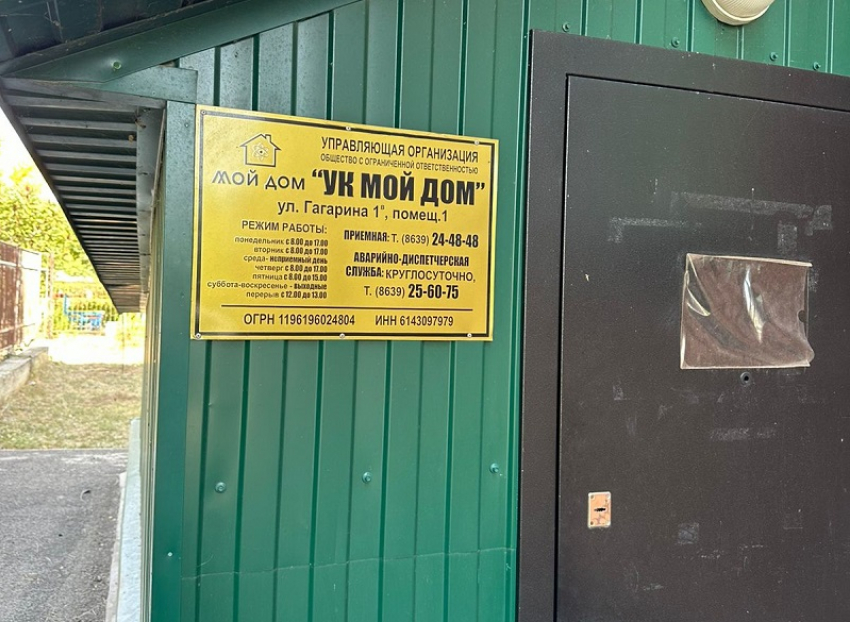 УПРАВЛЯЮЩАЯ ОРГАНИЗАЦИЯ
ОБЩЕСТВО С ОГРАНИЧЕННОЙ ОТВЕТСТВЕННОСТЬЮ
МОЙ ДОМ "УК МОЙ ДОМ"
ул. Гагарина 1", помещ.1
РЕЖИМ РАБОТЫ:
понедельник с 8.00 до 17.00
вторник с 8.00 до 17.00
среда- неприемный день
четверг с 8.00 до 17.00
пятница с 8.00 до 15.00
суббота-воскресенье - выходные
перерыв с 12.00 до 13.00
ПРИЕМНАЯ: Т. (8639) 24-48-48
АВАРИЙНО-ДИСПЕТЧЕРСКАЯ
СЛУЖБА: КРУГЛОСУТОЧНО,
Т. (8639) 25-60-75
ОГРН 1196196024804 ИНН 6143097979